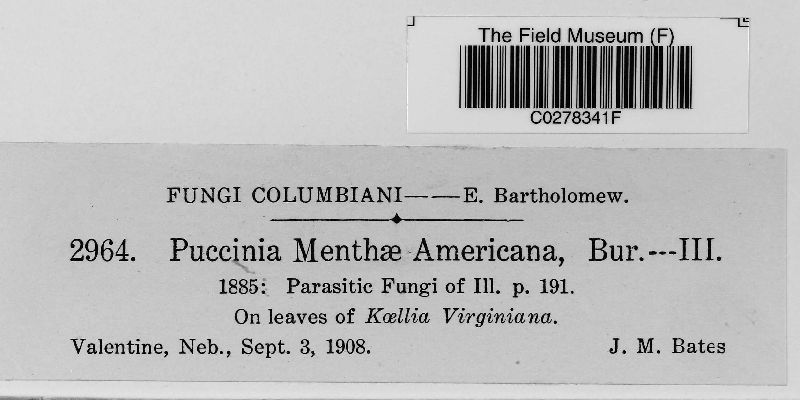 The Field Museum (F)
C0278341F
FUNGI COLUMBIANI——E. Bartholomew.
2964. Puccinia Menthæ Americana, Bur.---III.
1885: Parasitic Fungi of Ill. p. 191.
On leaves of Kœllia Virginiana.
Valentine, Neb., Sept. 3, 1908. J. M. Bates